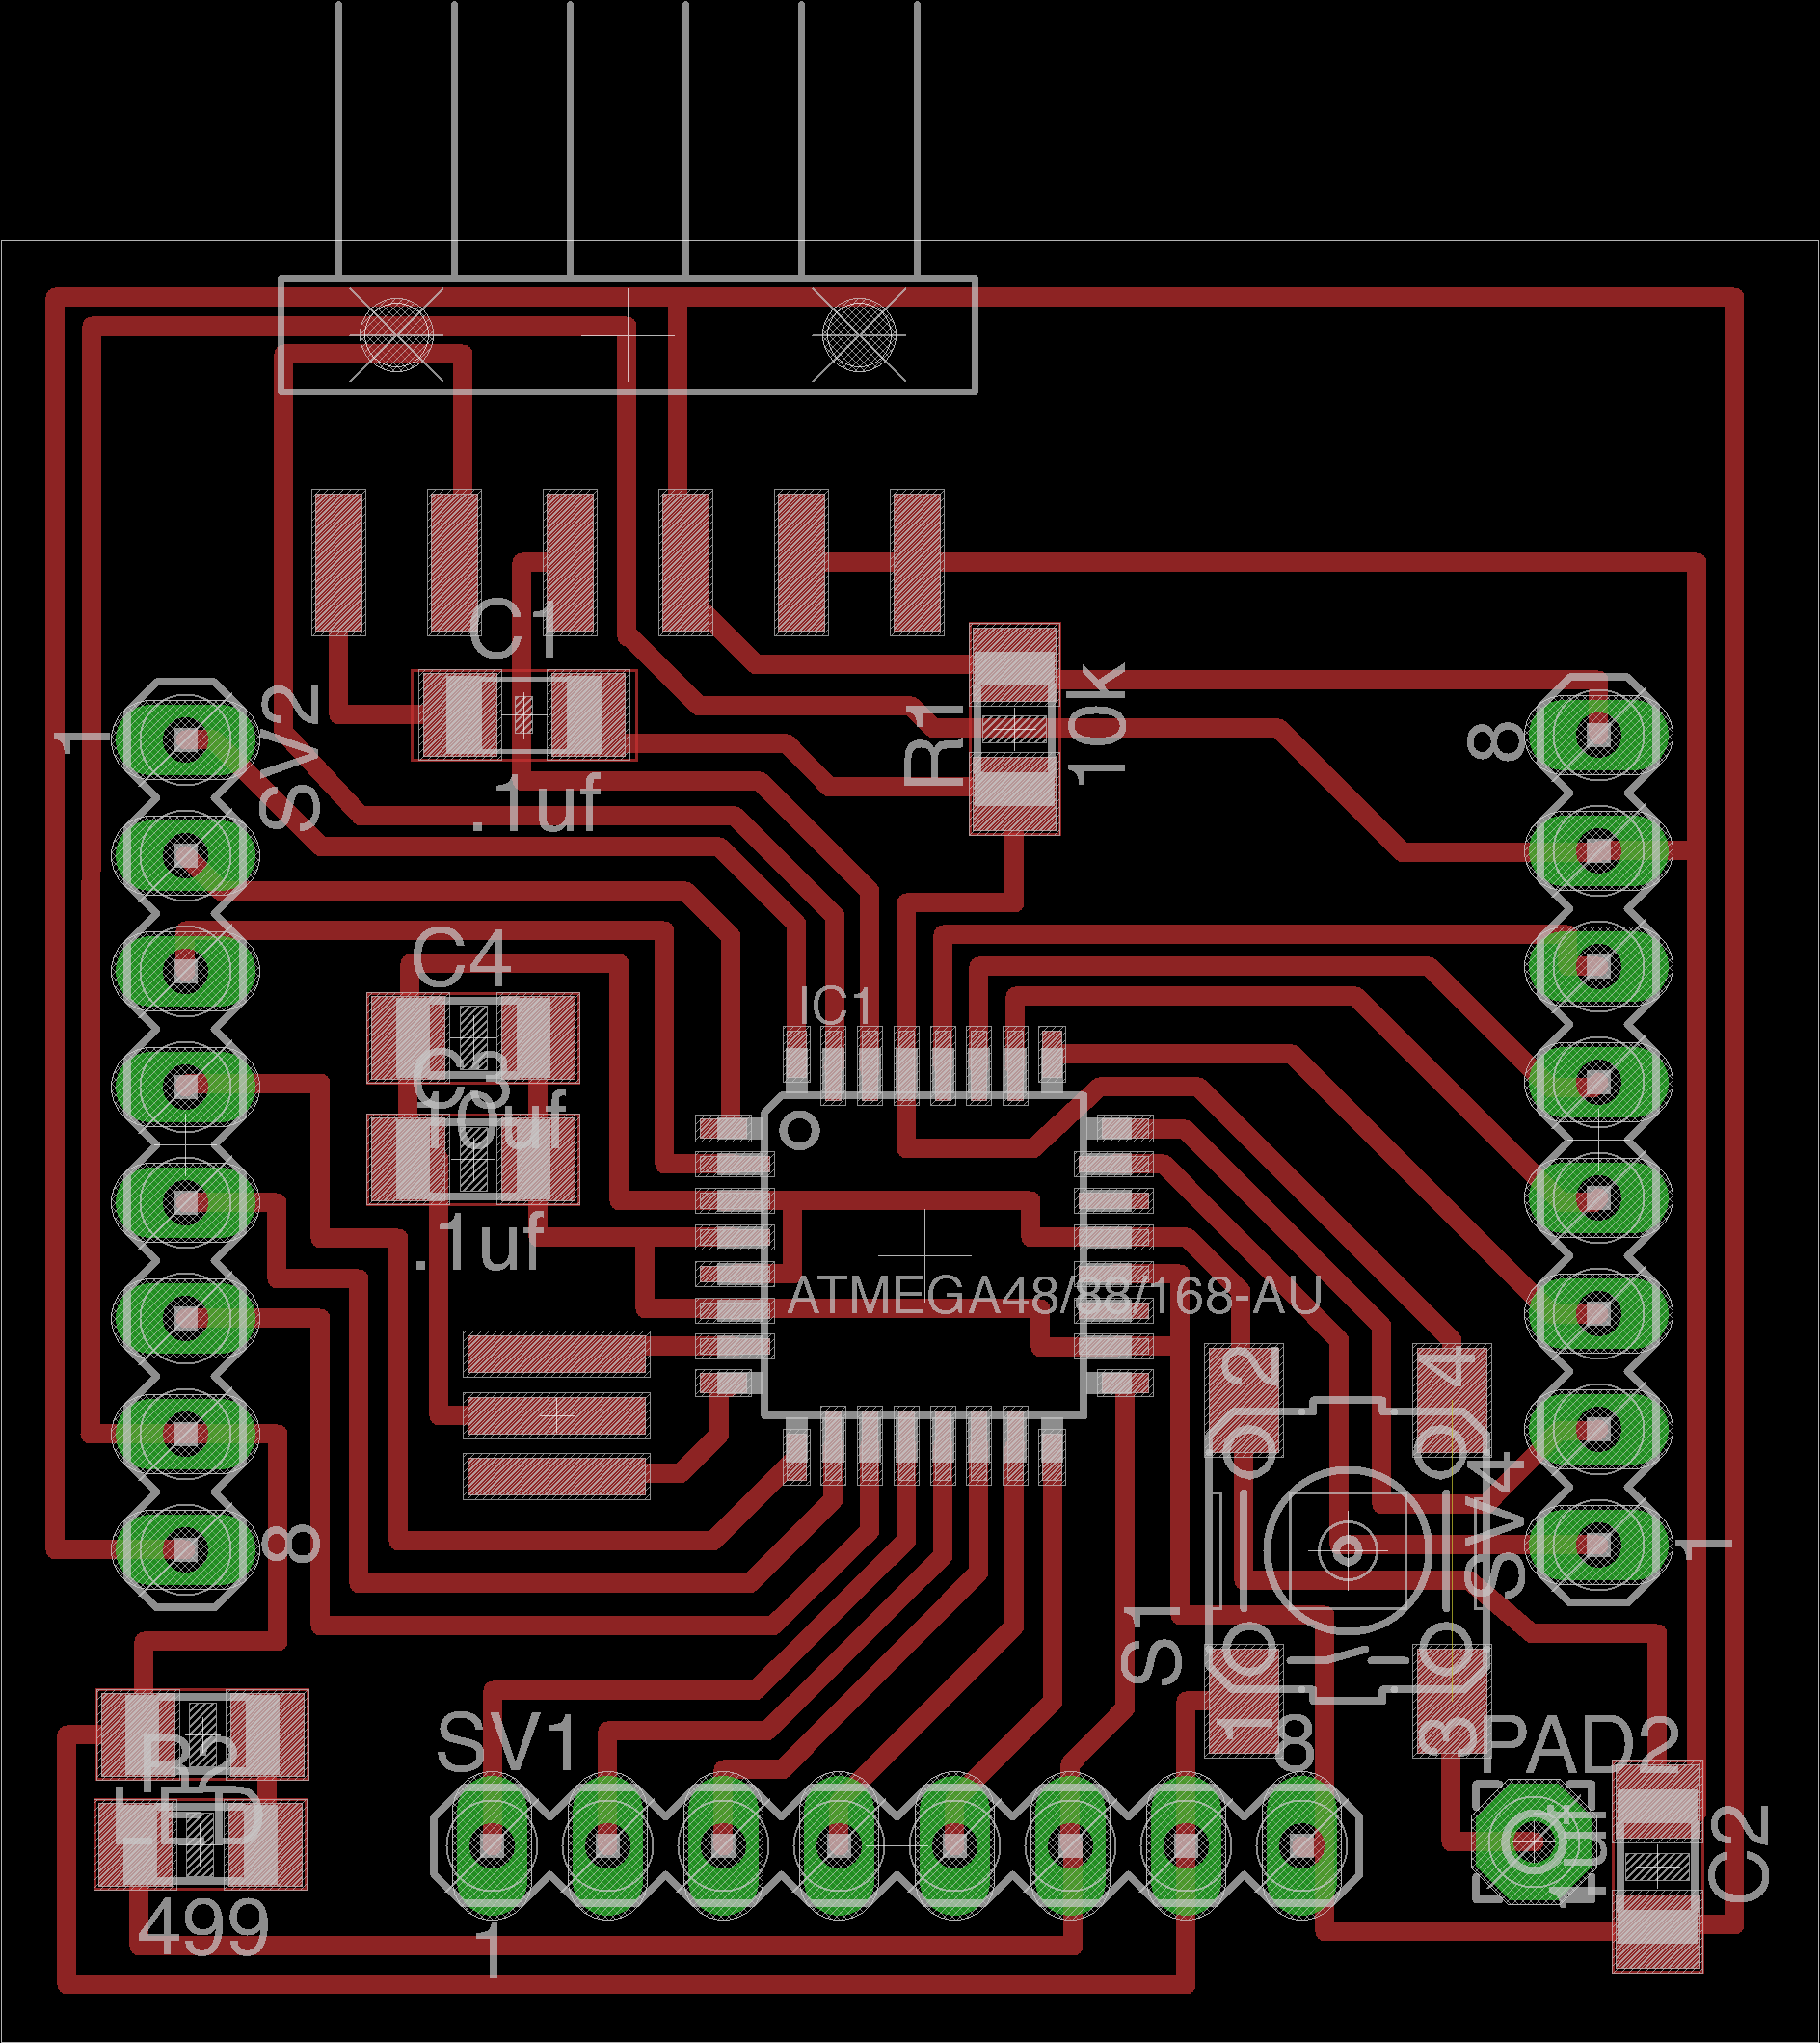 C1
.1uf
R1
10k
1
SV2
8
8
C4
C3
10uf
.1uf
IC1
ATMEGA48/88/168-AU
2
4
SV4
1
S1
1
3
8
PAD2
SV1
1
R2
LED
499
1uf
C2